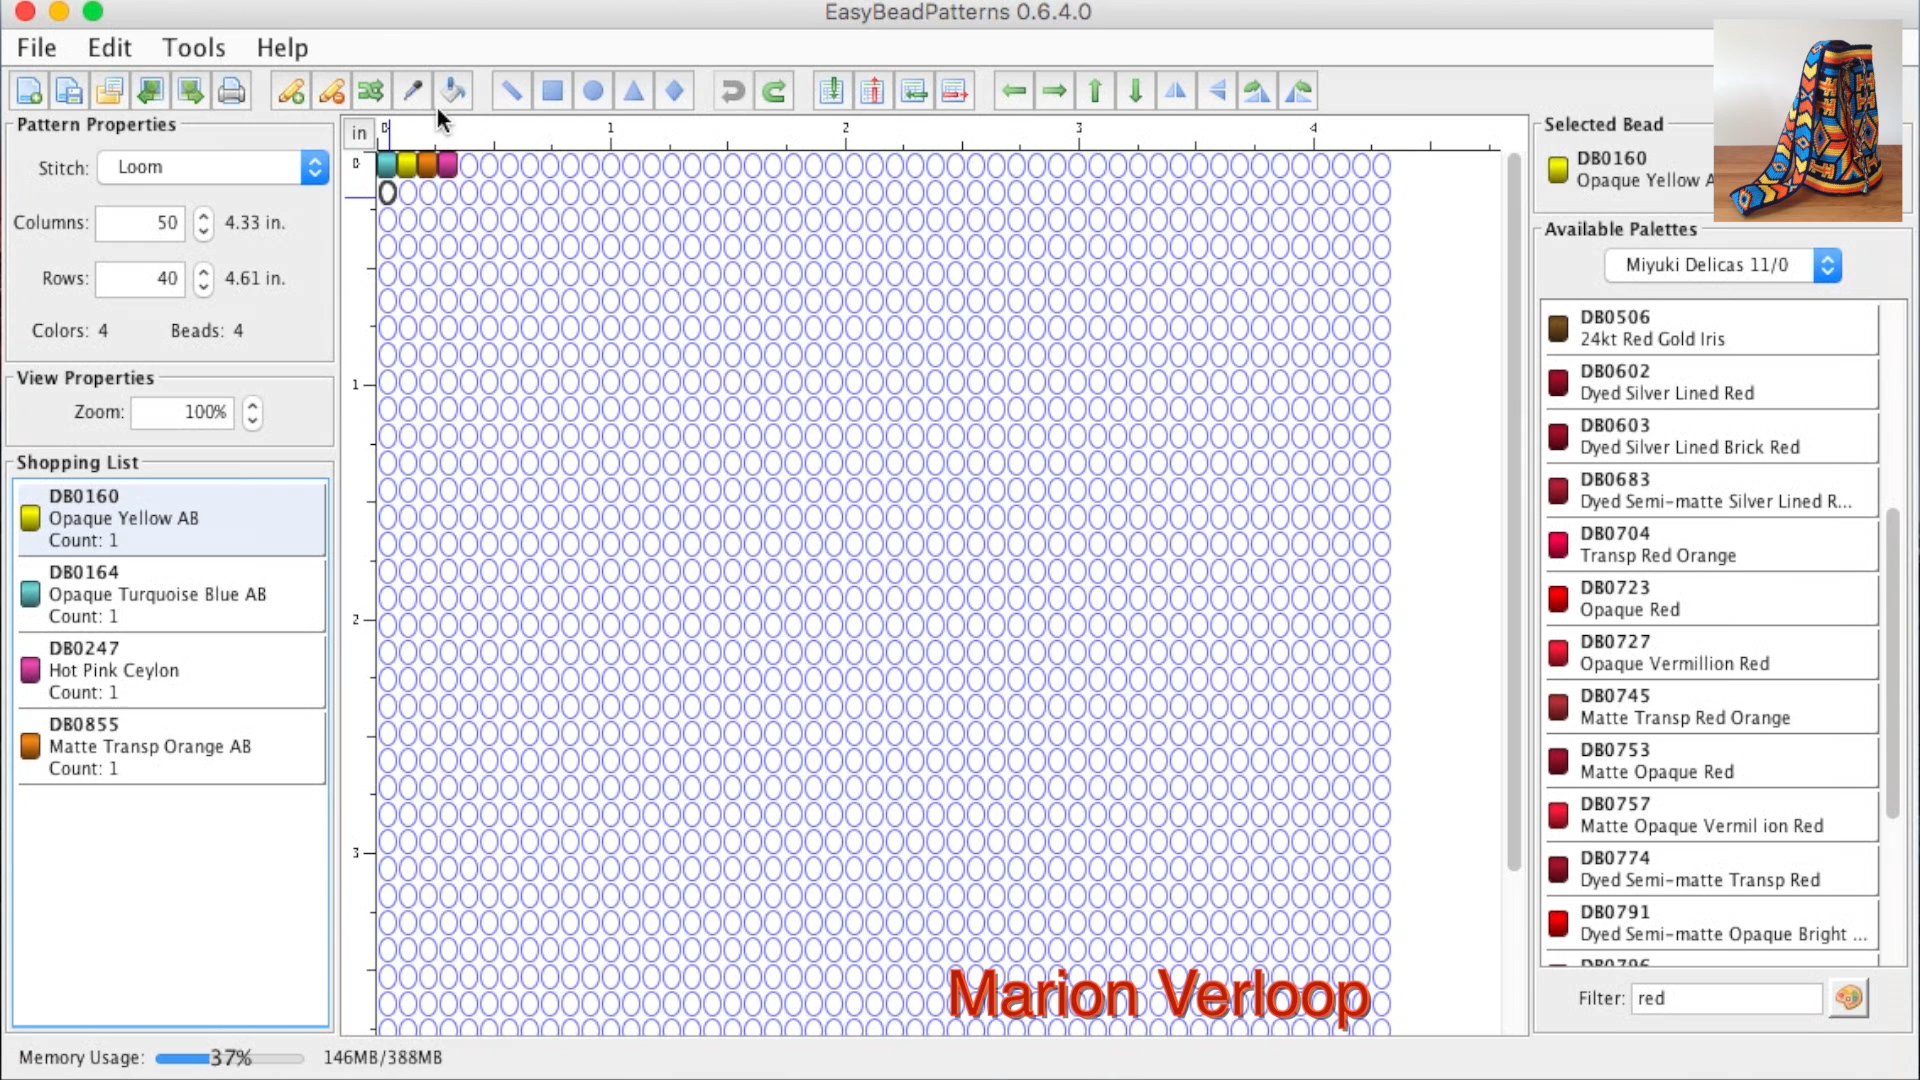 EasyBeadPatterns 0.6.4.0
File Edit Tools Help
Pattern Properties
Stitch: Loom
Columns: 50 4.33 in.
Rows: 40 4.61 in.
Colors: 4 Beads: 4
View Properties
Zoom: 100%
Shopping List
DB0160
Opaque Yellow AB
Count: 1
DB0164
Opaque Turquoise Blue AB
Count: 1
DB0247
Hot Pink Ceylon
Count: 1
DB0855
Matte Transp Orange AB
Count: 1
in
1 2 3 4
1
2
3
Selected Bead
DB0160
Opaque Yellow A
Available Palettes
Miyuki Delicas 11/0
DB0506
24kt Red Gold Iris
DB0602
Dyed Silver Lined Red
DB0603
Dyed Silver Lined Brick Red
DB0683
Dyed Semi-matte Silver Lined R...
DB0704
Transp Red Orange
DB0723
Opaque Red
DB0727
Opaque Vermillion Red
DB0745
Matte Transp Red Orange
DB0753
Matte Opaque Red
DB0757
Matte Opaque Vermil ion Red
DB0774
Dyed Semi-matte Transp Red
DB0791
Dyed Semi-matte Opaque Bright ...
Filter: red
Marion Verloop
Memory Usage: 37% 146MB/388MB